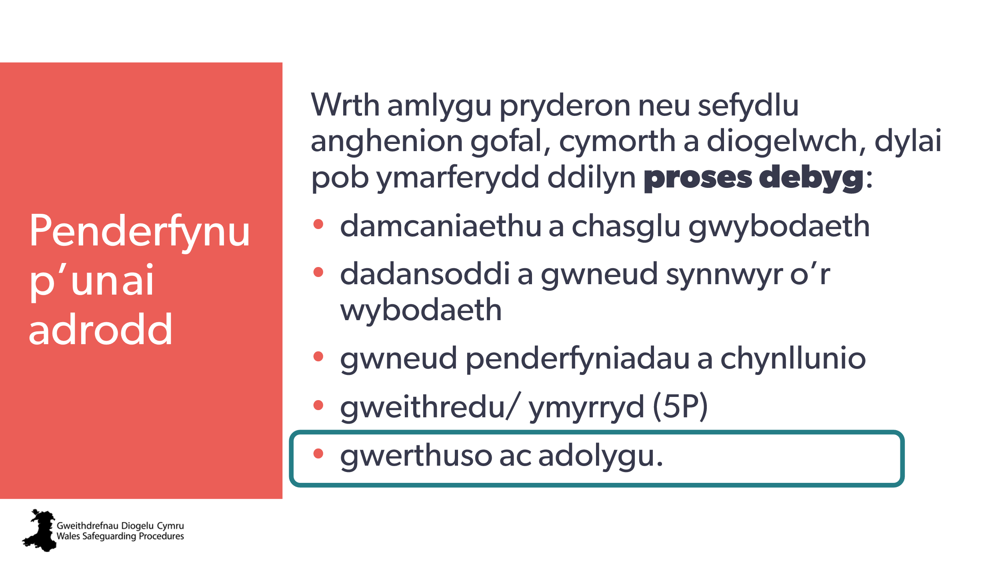 Penderfynu
p’unai
adrodd
Wrth amlygu pryderon neu sefydlu
anghenion gofal, cymorth a diogelwch, dylai
pob ymarferydd ddilyn proses debyg:
• damcaniaethu a chasglu gwybodaeth
• dadansoddi a gwneud synnwyr o’r
wybodaeth
• gwneud penderfyniadau a chynllunio
• gweithredu/ ymyrryd (5P)
• gwerthuso ac adolygu.
Gweithdrefnau Diogelu Cymru
Wales Safeguarding Procedures